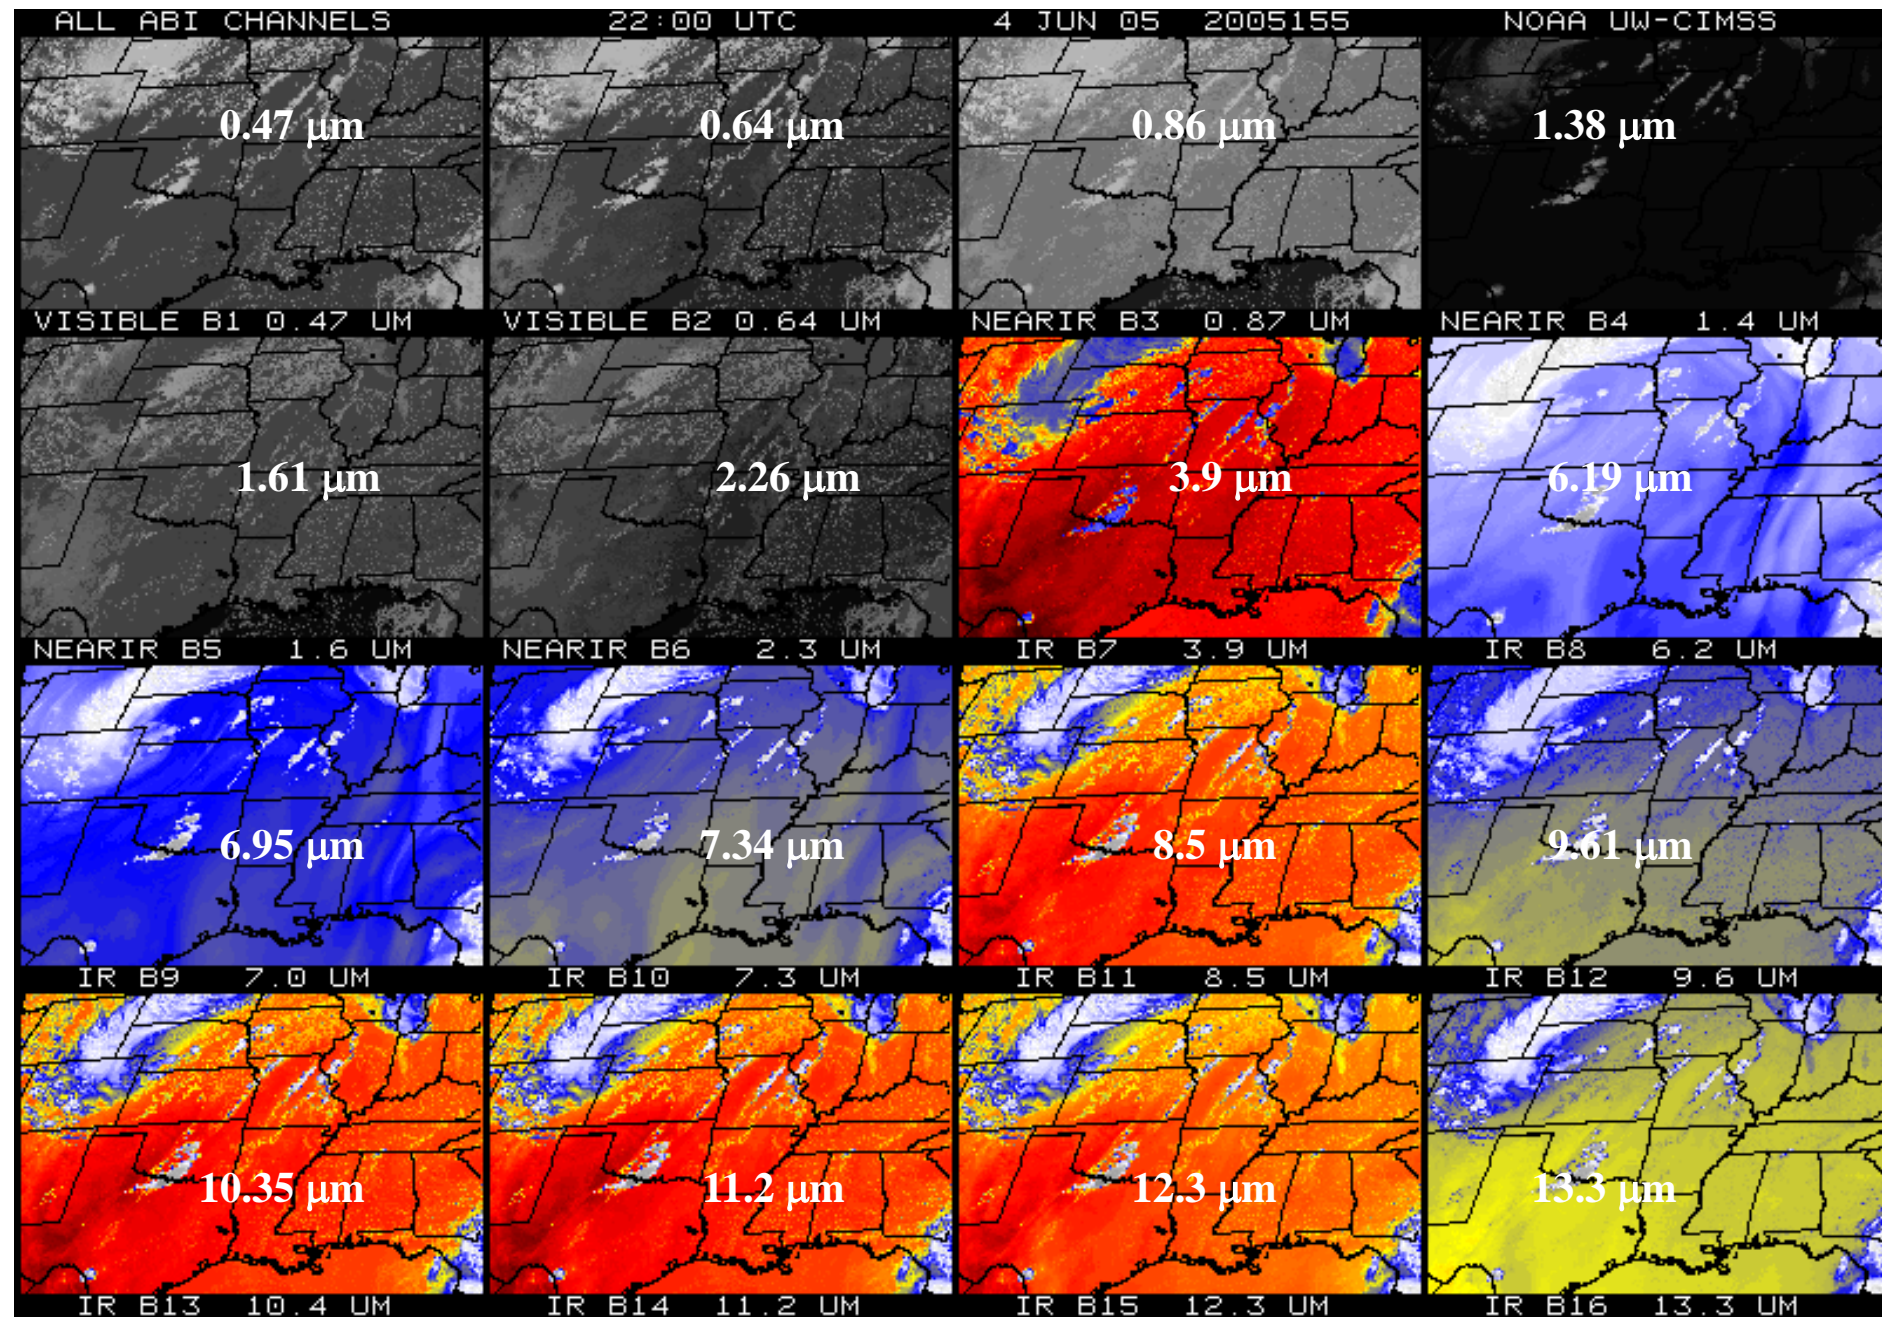 ALL ABI CHANNELS 22:00 UTC 4 JUN 05 2005155 NOAA UW-CIMSS
0.47 μm 0.64 μm 0.86 μm 1.38 μm
VISIBLE B1 0.47 UM VISIBLE B2 0.64 UM NEARIR B3 0.87 UM NEARIR B4 1.4 UM
1.61 μm 2.26 μm 3.9 μm 6.19 μm
NEARIR B5 1.6 UM NEARIR B6 2.3 UM IR B7 3.9 UM IR B8 6.2 UM
6.95 μm 7.34 μm 8.5 μm 9.61 μm
IR B9 7.0 UM IR B10 7.3 UM IR B11 8.5 UM IR B12 9.6 UM
10.35 μm 11.2 μm 12.3 μm 13.3 μm
IR B13 10.4 UM IR B14 11.2 UM IR B15 12.3 UM IR B16 13.3 UM